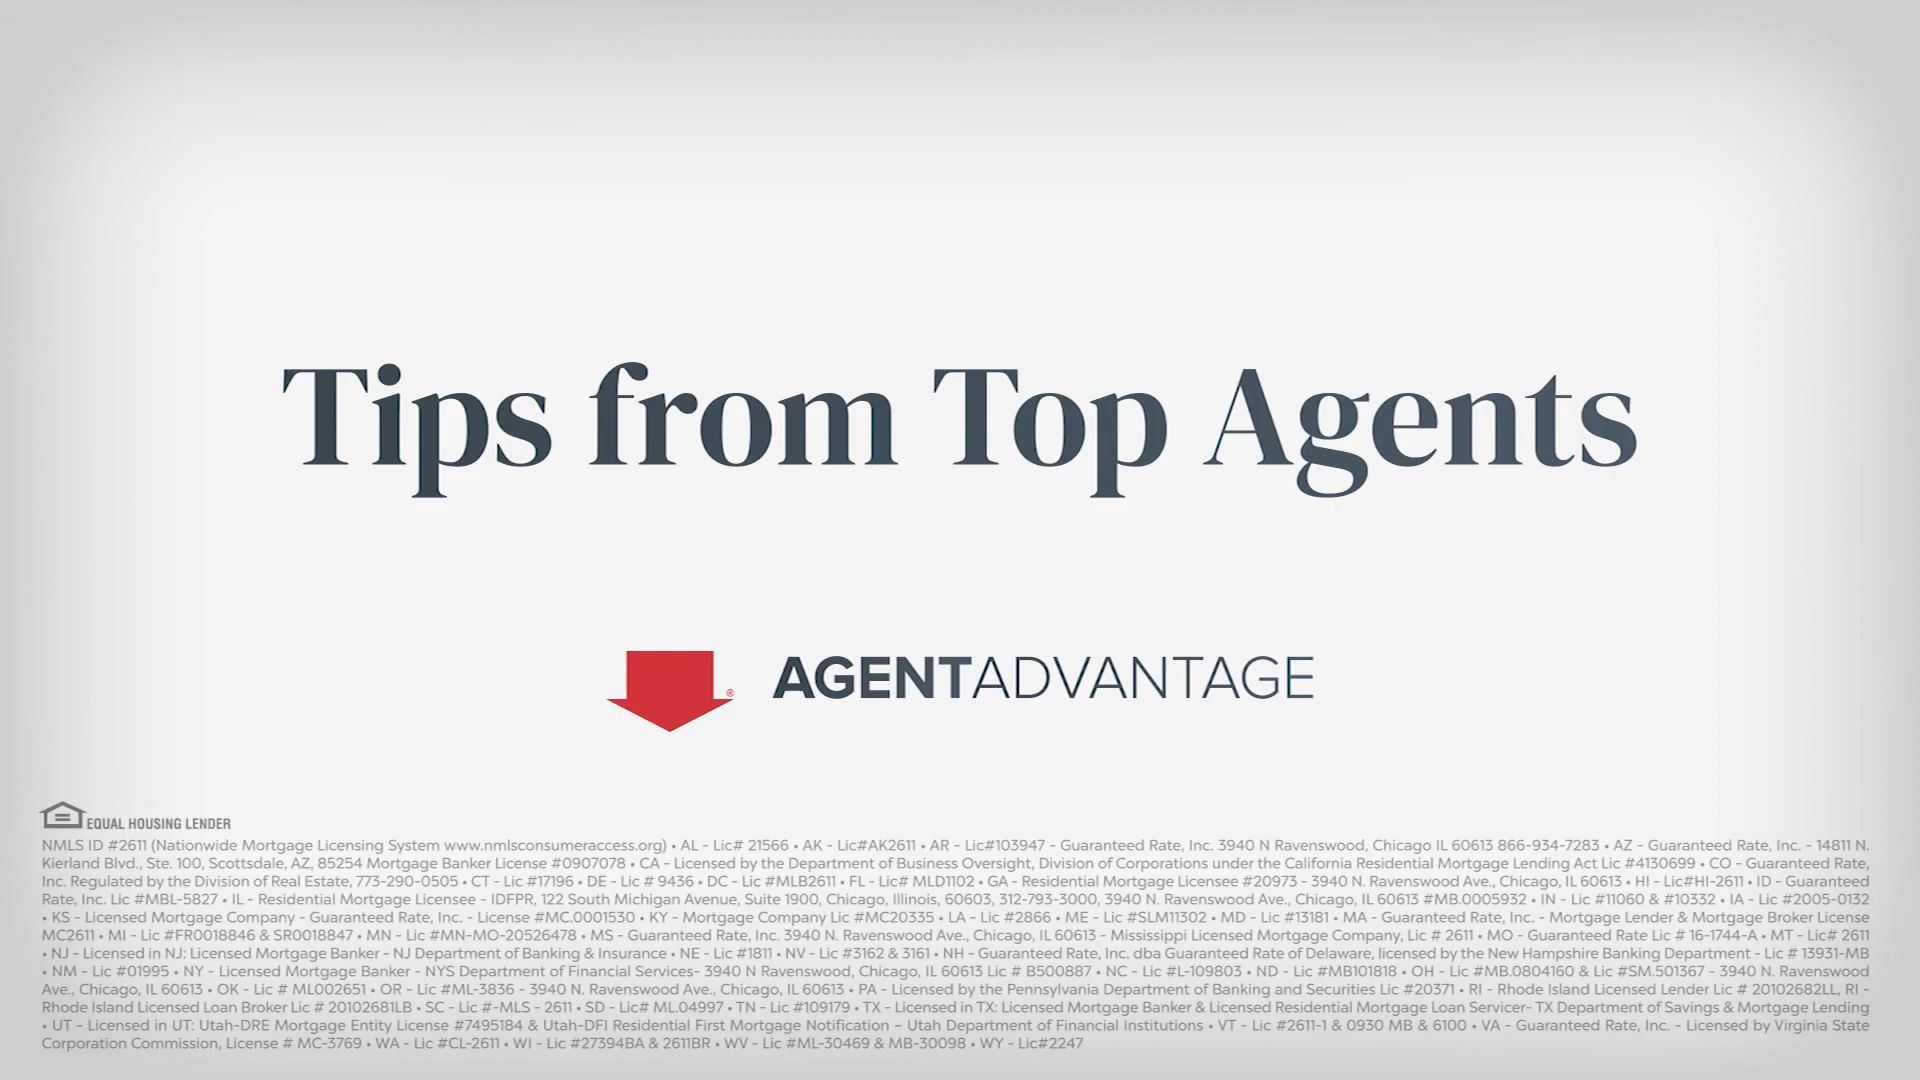 Tips from Top Agents
® AGENTADVANTAGE
EQUAL HOUSING LENDER
NMLS ID #2611 (Nationwide Mortgage Licensing System www.nmlsconsumeraccess.org) • AL - Lic# 21566 • AK - Lic#AK2611 • AR - Lic#103947 - Guaranteed Rate, Inc. 3940 N Ravenswood, Chicago IL 60613 866-934-7283 • AZ - Guaranteed Rate, Inc. - 14811 N.
Kierland Blvd., Ste. 100, Scottsdale, AZ, 85254 Mortgage Banker License #0907078 • CA - Licensed by the Department of Business Oversight, Division of Corporations under the California Residential Mortgage Lending Act Lic #4130699 • CO - Guaranteed Rate,
Inc. Regulated by the Division of Real Estate, 773-290-0505 • CT - Lic #17196 • DE - Lic # 9436 • DC - Lic #MLB2611 • FL - Lic# MLD1102 • GA - Residential Mortgage Licensee #20973 - 3940 N. Ravenswood Ave., Chicago, IL 60613 • HI - Lic#HI-2611 • ID - Guaranteed
Rate, Inc. Lic #MBL-5827 • IL - Residential Mortgage Licensee - IDFPR, 122 South Michigan Avenue, Suite 1900, Chicago, Illinois, 60603, 312-793-3000, 3940 N. Ravenswood Ave., Chicago, IL 60613 #MB.0005932 • IN - Lic #11060 & #10332 • IA - Lic #2005-0132
• KS - Licensed Mortgage Company - Guaranteed Rate, Inc. - License #MC.0001530 • KY - Mortgage Company Lic #MC20335 • LA - Lic #2866 • ME - Lic #SLM11302 • MD - Lic #13181 • MA - Guaranteed Rate, Inc. - Mortgage Lender & Mortgage Broker License
MC2611 • MI - Lic #FR0018846 & SR0018847 • MN - Lic #MN-MO-20526478 • MS - Guaranteed Rate, Inc. 3940 N. Ravenswood Ave., Chicago, IL 60613 - Mississippi Licensed Mortgage Company, Lic # 2611 • MO - Guaranteed Rate Lic # 16-1744-A • MT - Lic# 2611
• NJ - Licensed in NJ: Licensed Mortgage Banker - NJ Department of Banking & Insurance • NE - Lic #1811 • NV - Lic #3162 & 3161 • NH - Guaranteed Rate, Inc. dba Guaranteed Rate of Delaware, licensed by the New Hampshire Banking Department - Lic # 13931-MB
• NM - Lic #01995 • NY - Licensed Mortgage Banker - NYS Department of Financial Services- 3940 N Ravenswood, Chicago, IL 60613 Lic # B500887 • NC - Lic #L-109803 • ND - Lic #MB101818 • OH - Lic #MB.0804160 & Lic #SM.501367 - 3940 N. Ravenswood
Ave., Chicago, IL 60613 • OK - Lic # ML002651 • OR - Lic #ML-3836 - 3940 N. Ravenswood Ave., Chicago, IL 60613 • PA - Licensed by the Pennsylvania Department of Banking and Securities Lic #20371 • RI - Rhode Island Licensed Lender Lic # 20102682LL, RI -
Rhode Island Licensed Loan Broker Lic # 20102681LB • SC - Lic #-MLS - 2611 • SD - Lic# ML.04997 • TN - Lic #109179 • TX - Licensed in TX: Licensed Mortgage Banker & Licensed Residential Mortgage Loan Servicer- TX Department of Savings & Mortgage Lending
• UT - Licensed in UT: Utah-DRE Mortgage Entity License #7495184 & Utah-DFI Residential First Mortgage Notification – Utah Department of Financial Institutions • VT - Lic #2611-1 & 0930 MB & 6100 • VA - Guaranteed Rate, Inc. - Licensed by Virginia State
Corporation Commission, License # MC-3769 • WA - Lic #CL-2611 • WI - Lic #27394BA & 2611BR • WV - Lic #ML-30469 & MB-30098 • WY - Lic#2247